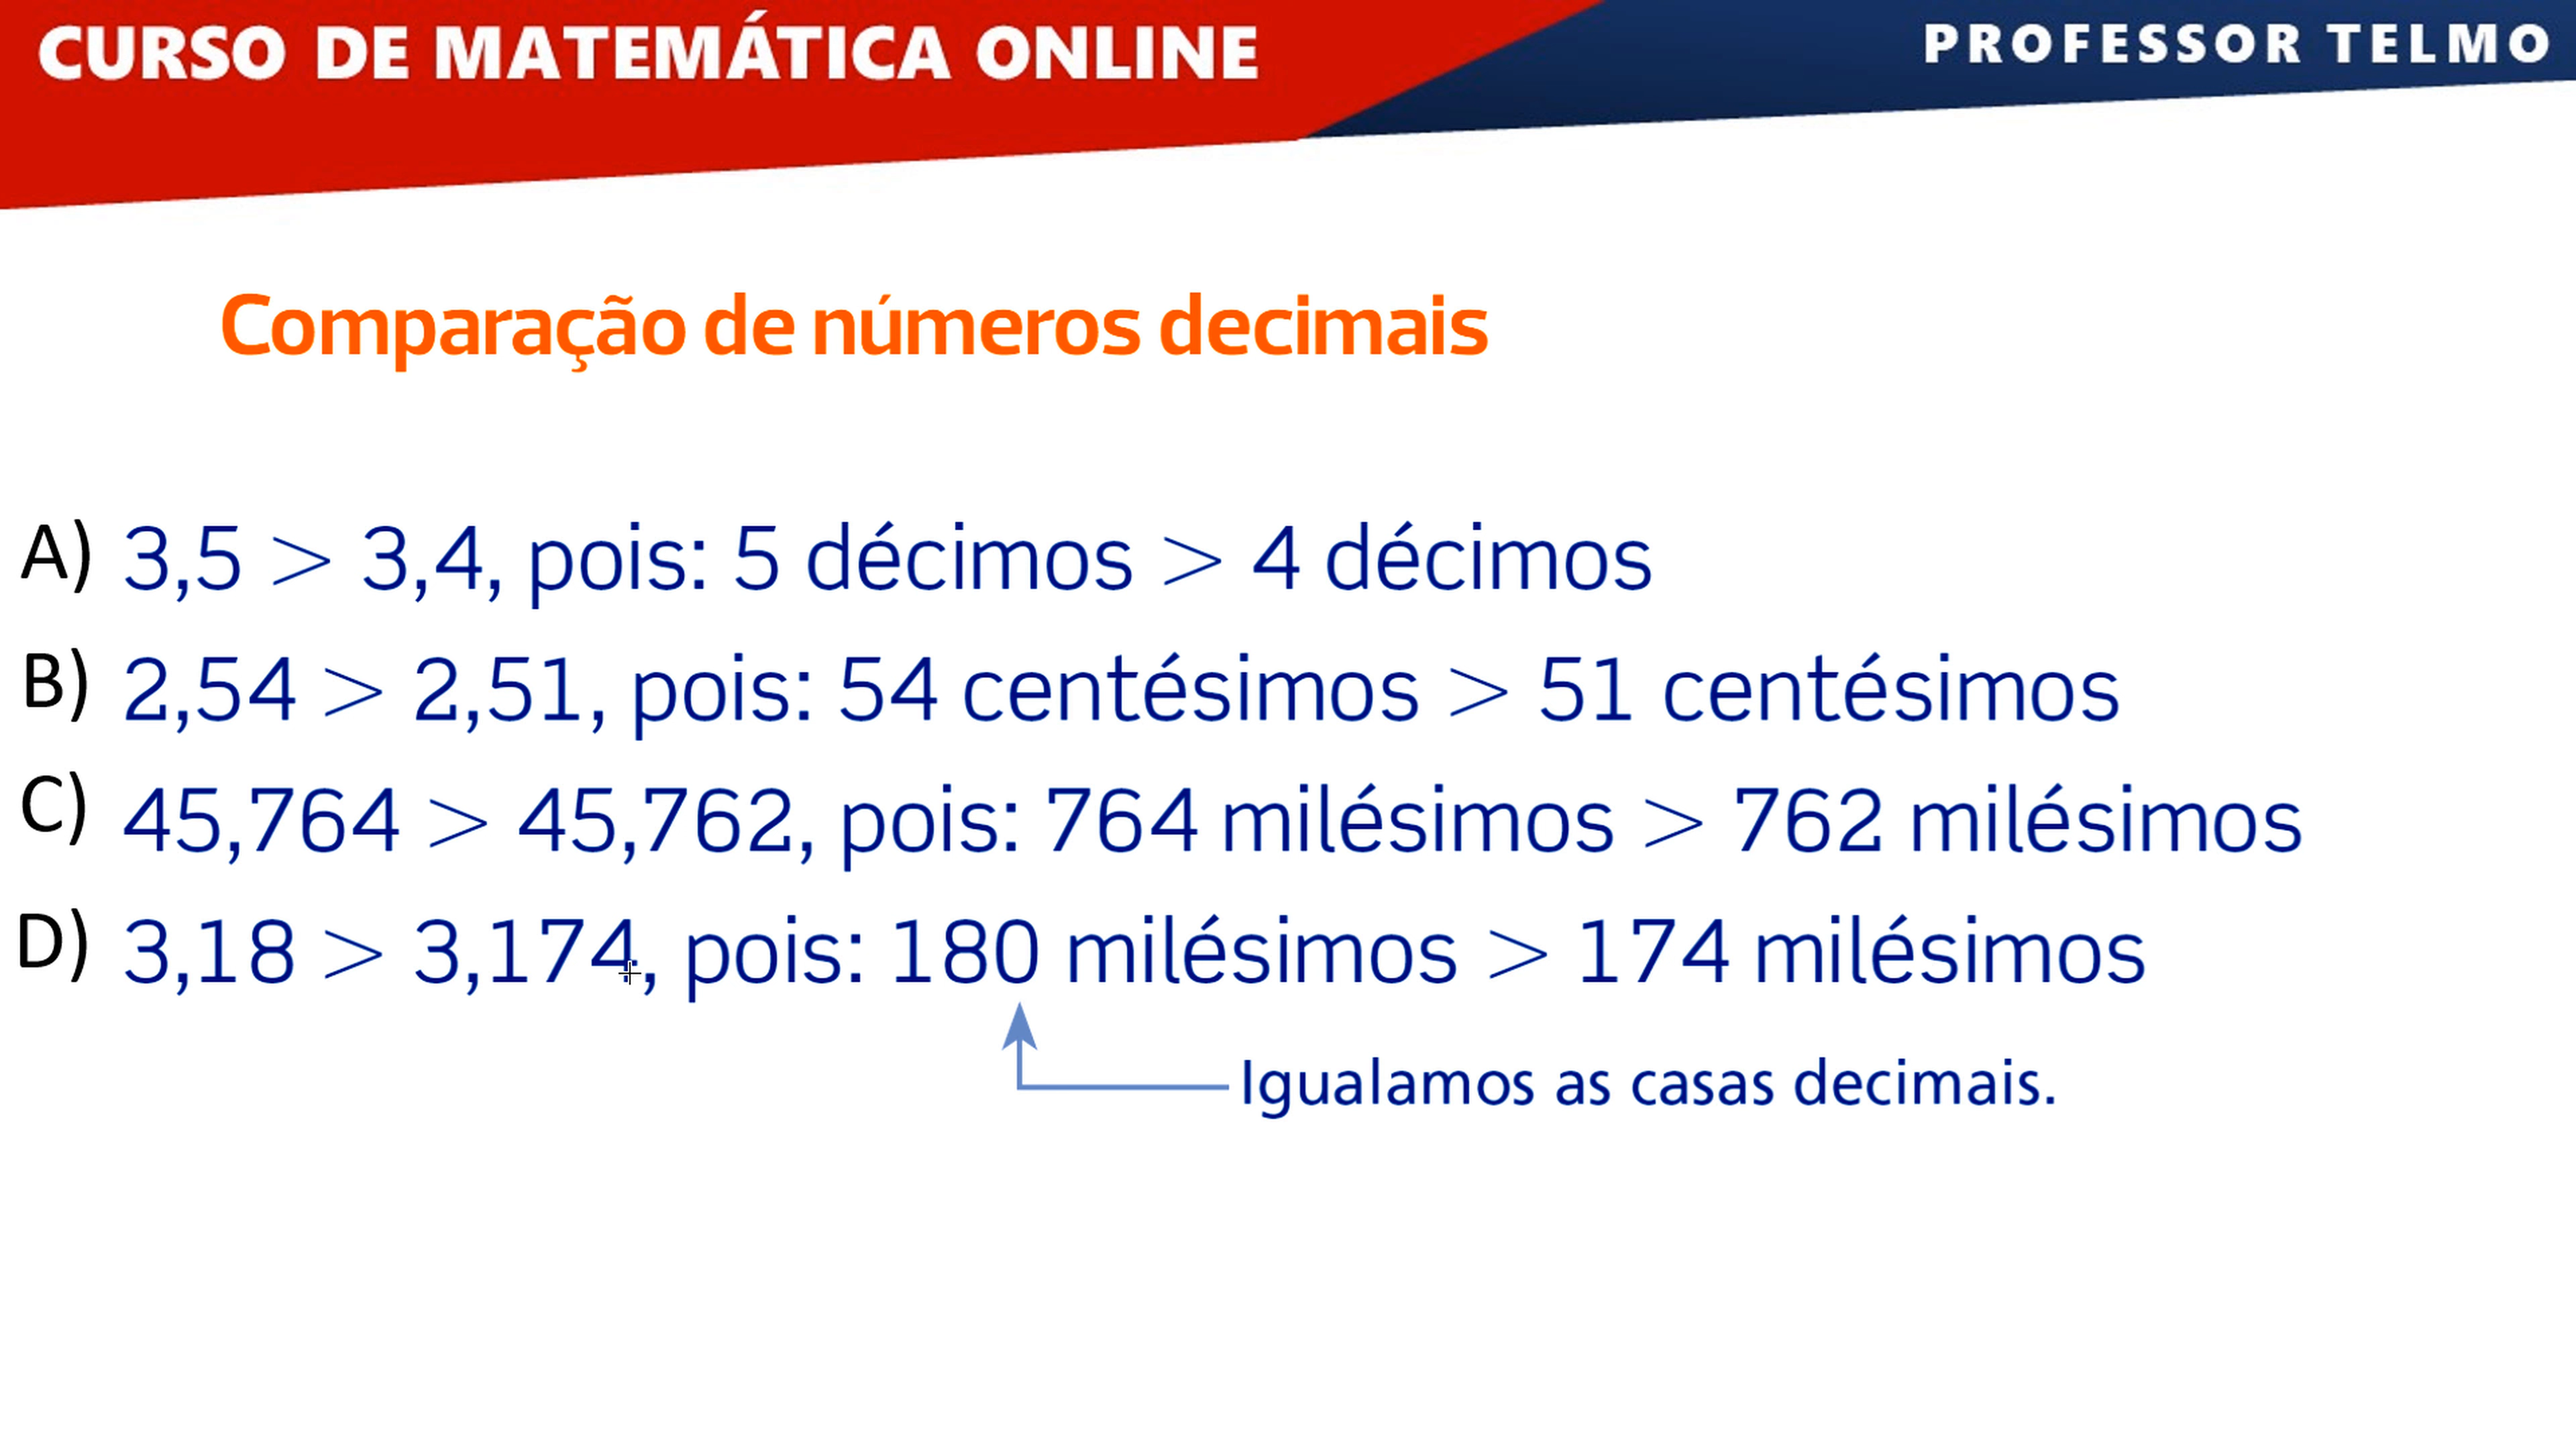 CURSO DE MATEMÁTICA ONLINE
PROFESSOR TELMO
Comparação de números decimais
A) 3,5 > 3,4, pois: 5 décimos > 4 décimos
B) 2,54 > 2,51, pois: 54 centésimos > 51 centésimos
C) 45,764 > 45,762, pois: 764 milésimos > 762 milésimos
D) 3,18 > 3,174, pois: 180 milésimos > 174 milésimos
Igualamos as casas decimais.